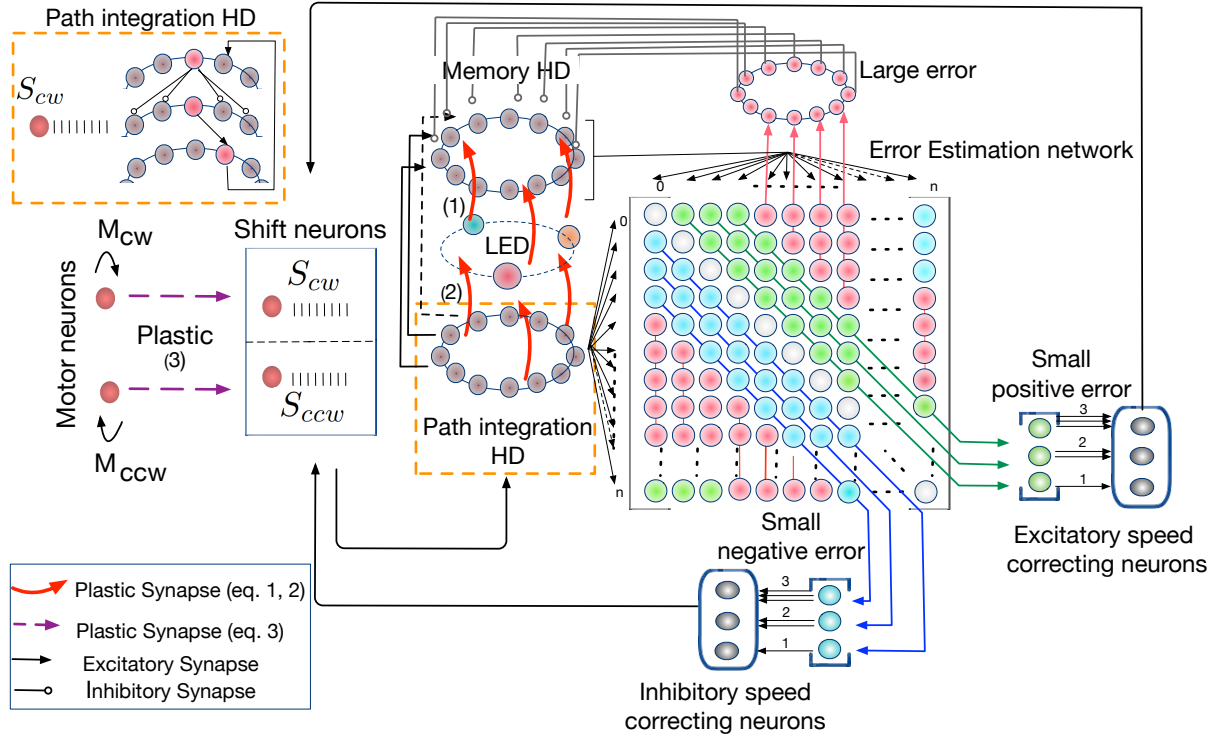 Path integration HD
S_cw
Memory HD
Large error
Error Estimation network
0
n
0
n
(1)
LED
(2)
Path integration
HD
Motor neurons
M_CW
M_CCW
Plastic
(3)
Shift neurons
S_cw
S_ccw
Small
positive error
3
2
1
Excitatory speed
correcting neurons
Small
negative error
3
2
1
Inhibitory speed
correcting neurons
Plastic Synapse (eq. 1, 2)
Plastic Synapse (eq. 3)
Excitatory Synapse
Inhibitory Synapse